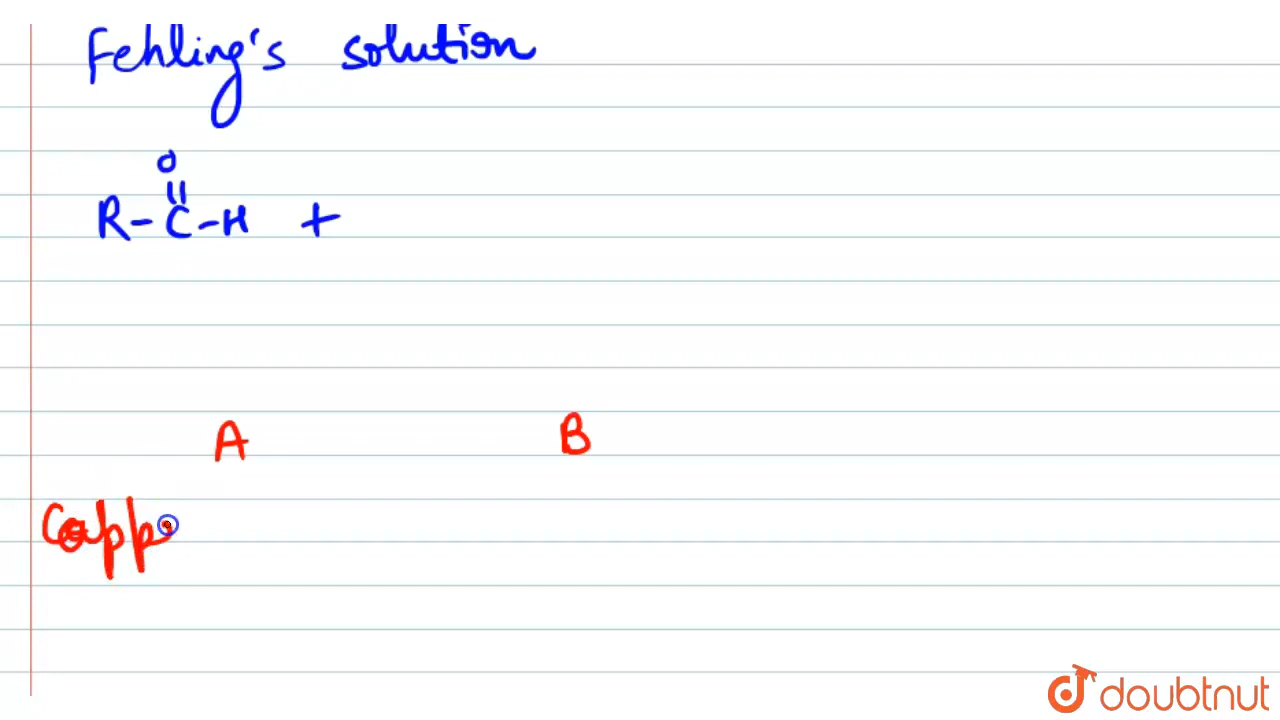 Fehling's solution
O
||
R-C-H +
A B
Copp
doubtnut